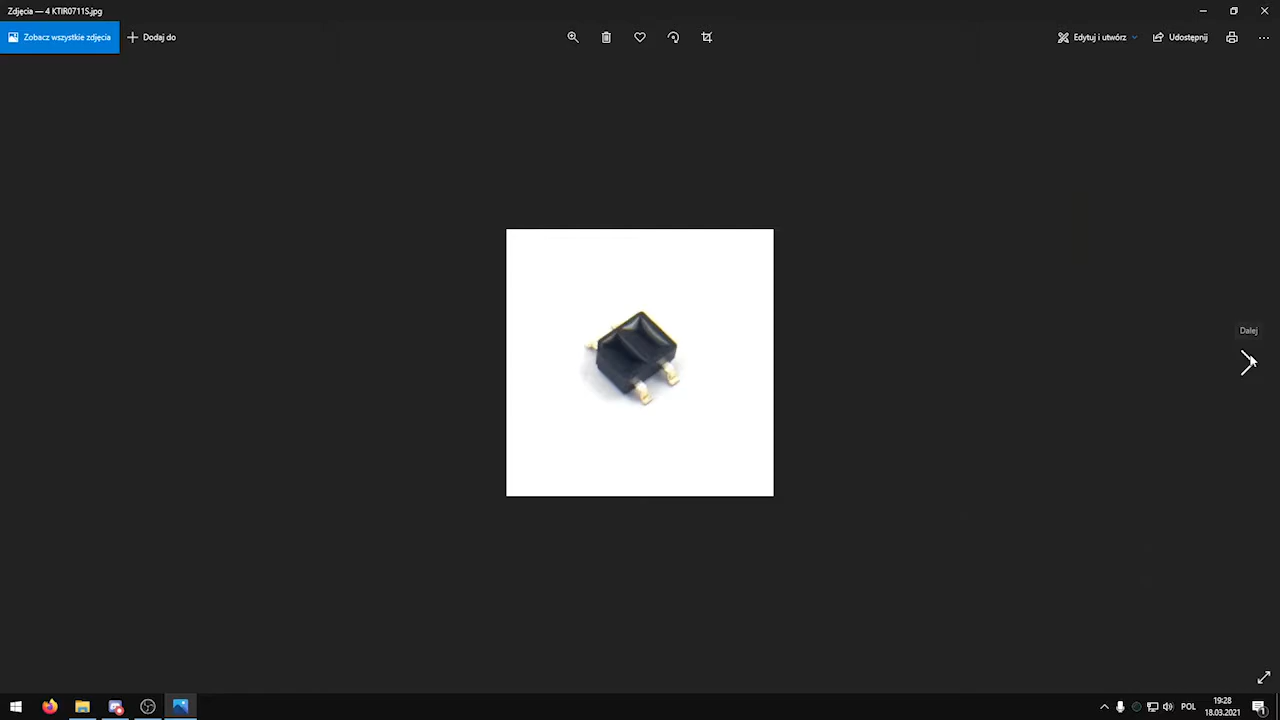 Zdjęcia — 4 KTIR0711S.jpg
Zobacz wszystkie zdjęcia
Dodaj do
Edytuj i utwórz
Udostępnij
Dalej
POL
19:28
18.03.2021